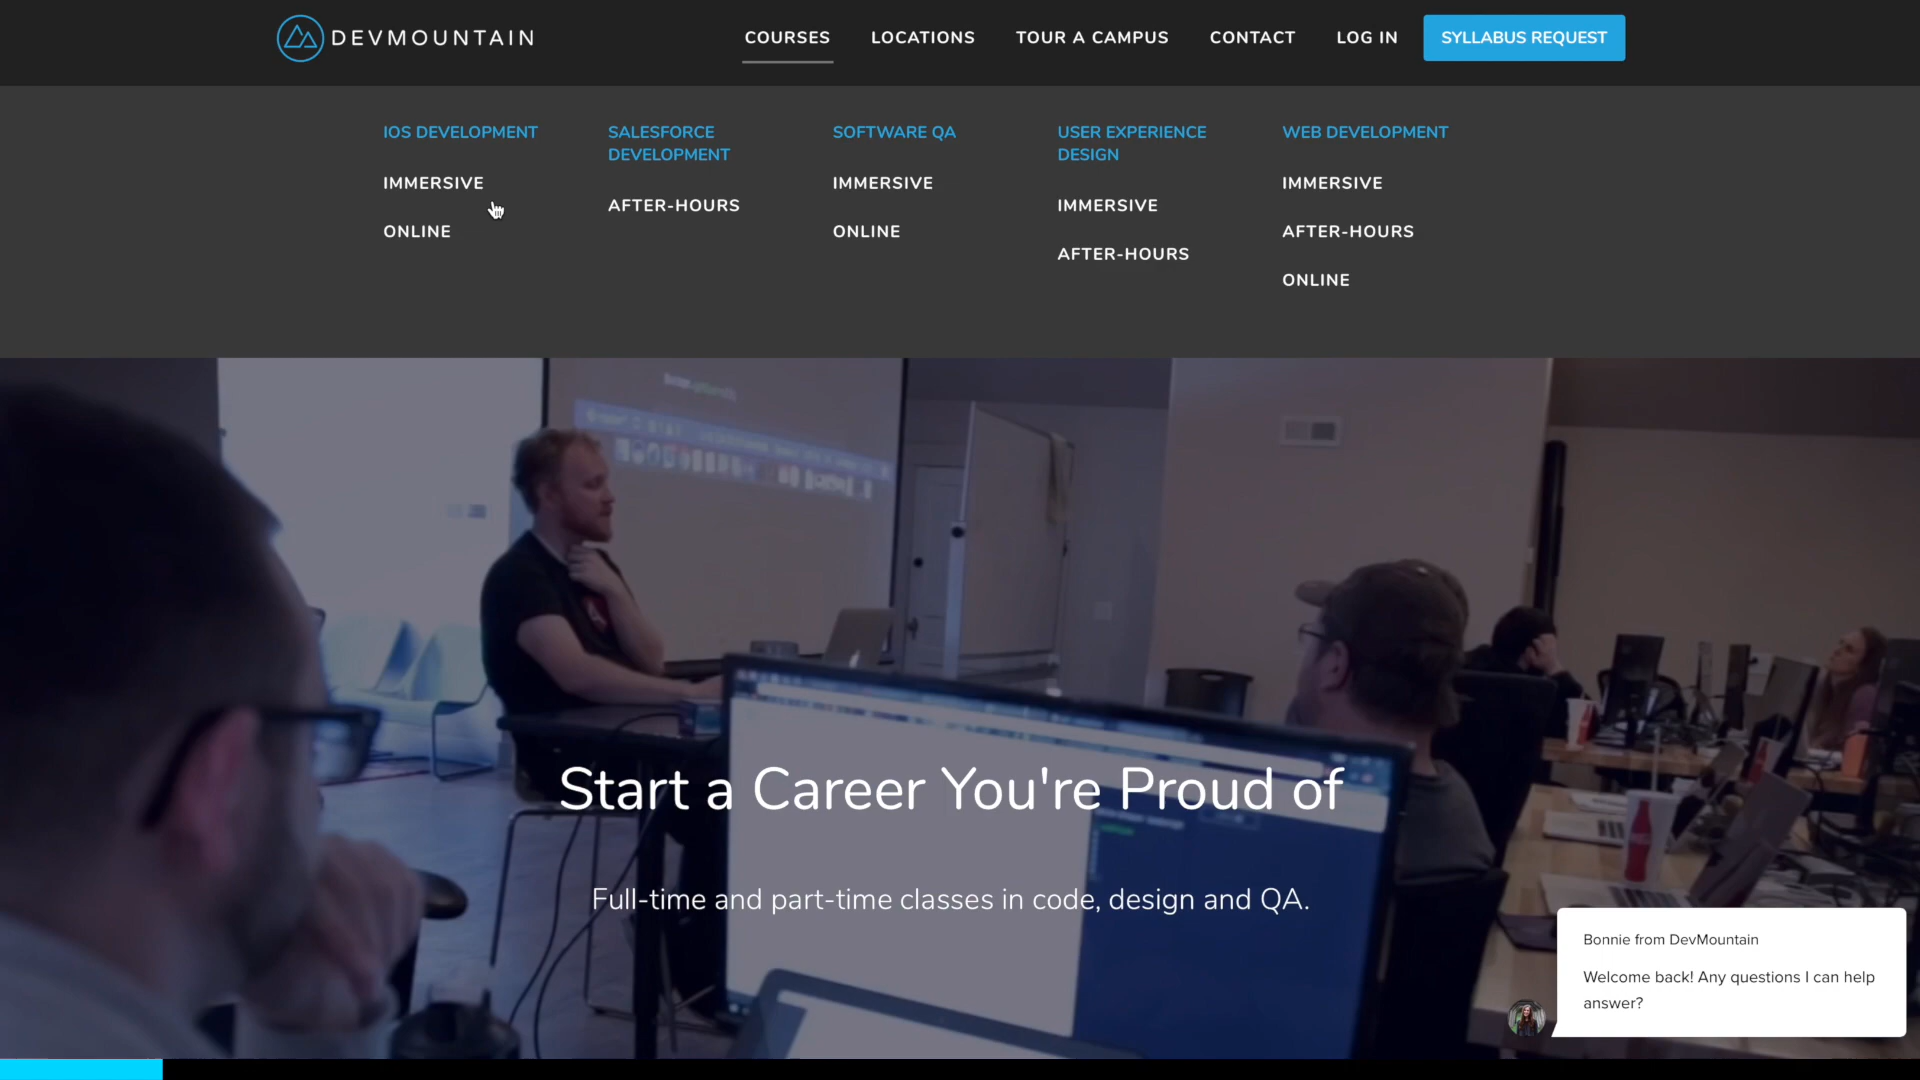 DEVMOUNTAIN
COURSES
LOCATIONS
TOUR A CAMPUS
CONTACT
LOG IN
SYLLABUS REQUEST
IOS DEVELOPMENT
IMMERSIVE
ONLINE
SALESFORCE
DEVELOPMENT
AFTER-HOURS
SOFTWARE QA
IMMERSIVE
ONLINE
USER EXPERIENCE
DESIGN
IMMERSIVE
AFTER-HOURS
WEB DEVELOPMENT
IMMERSIVE
AFTER-HOURS
ONLINE
Start a Career You're Proud of
Full-time and part-time classes in code, design and QA.
Bonnie from DevMountain
Welcome back! Any questions I can help
answer?